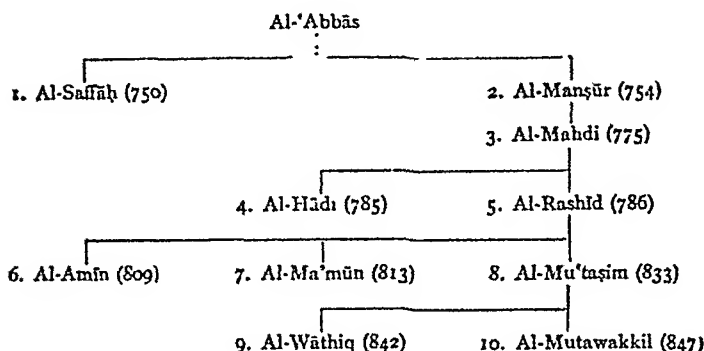 Al-‘Abbās
1. Al-Saffāḥ (750) 2. Al-Manṣūr (754)
3. Al-Mahdi (775)
4. Al-Hādī (785) 5. Al-Rashīd (786)
6. Al-Amīn (809) 7. Al-Ma’mūn (813) 8. Al-Mu‘taṣim (833)
9. Al-Wāthiq (842) 10. Al-Mutawakkil (847)